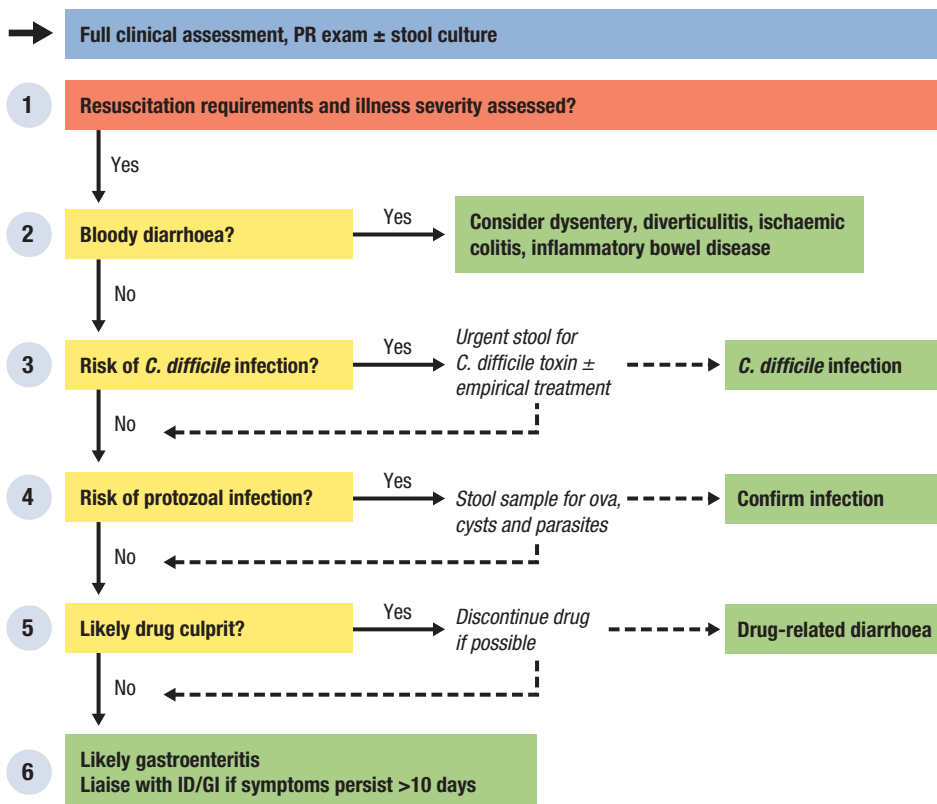 Full clinical assessment, PR exam ± stool culture
1
Resuscitation requirements and illness severity assessed?
Yes
2
Bloody diarrhoea?
Yes
Consider dysentery, diverticulitis, ischaemic
colitis, inflammatory bowel disease
No
3
Risk of C. difficile infection?
Yes
Urgent stool for
C. difficile toxin ±
empirical treatment
C. difficile infection
No
4
Risk of protozoal infection?
Yes
Stool sample for ova,
cysts and parasites
Confirm infection
No
5
Likely drug culprit?
Yes
Discontinue drug
if possible
Drug-related diarrhoea
No
6
Likely gastroenteritis
Liaise with ID/GI if symptoms persist >10 days